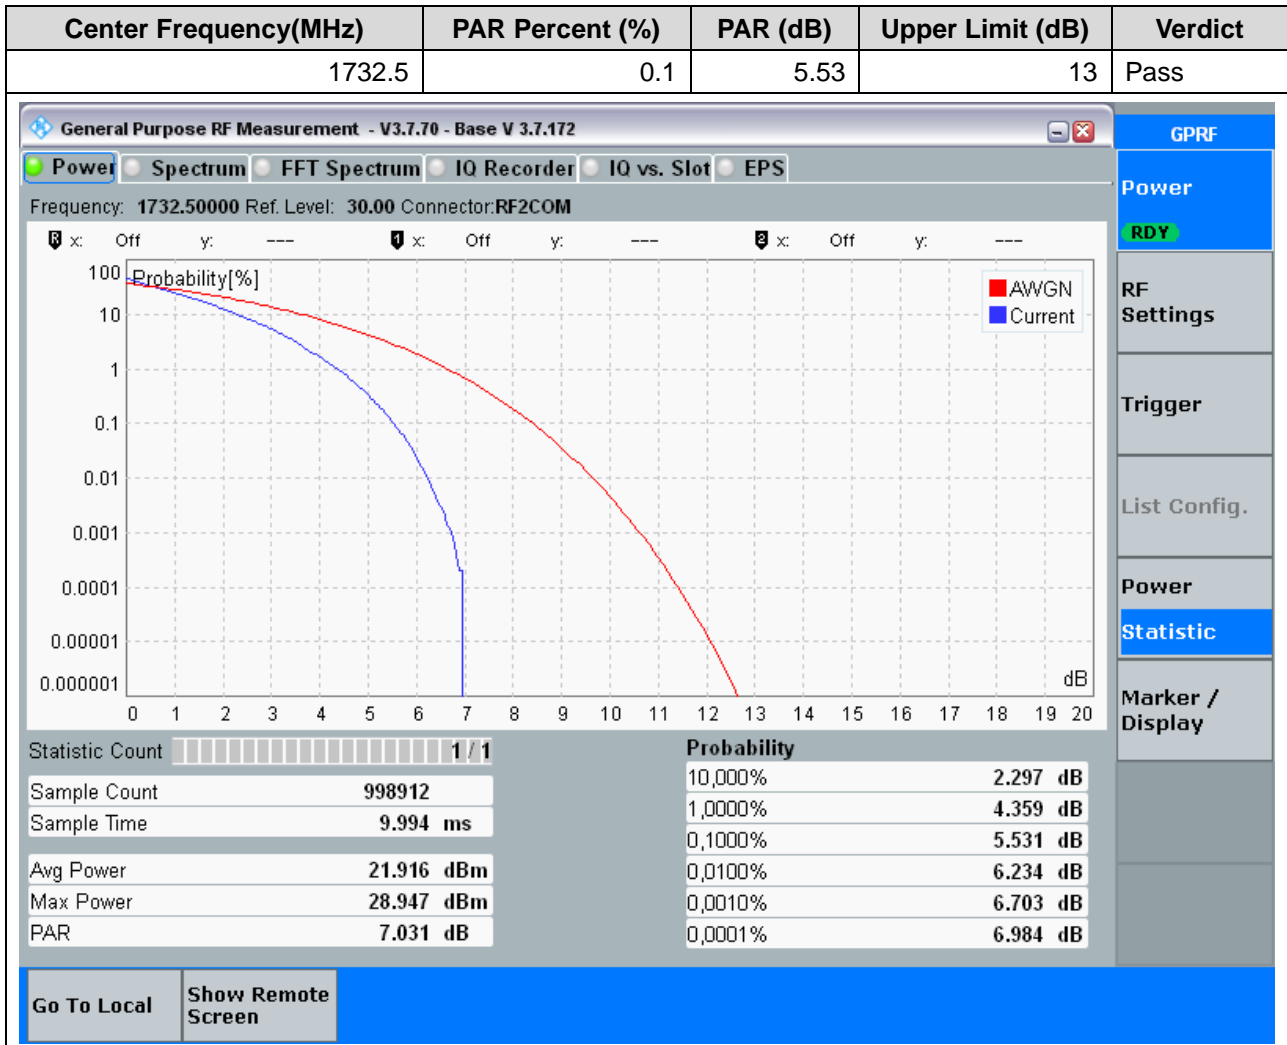 Center Frequency(MHz) PAR Percent (%) PAR (dB) Upper Limit (dB) Verdict
1732.5 0.1 5.53 13 Pass
General Purpose RF Measurement - V3.7.70 - Base V 3.7.172
GPRF
Power Spectrum FFT Spectrum IQ Recorder IQ vs. Slot EPS
Power
RDY
Frequency: 1732.50000 Ref. Level: 30.00 Connector:RF2COM
R x: Off y: --- 1 x: Off y: --- 2 x: Off y: ---
Probability[%]
AWGN
Current
100
10
1
0.1
0.01
0.001
0.0001
0.00001
0.000001
dB
0 1 2 3 4 5 6 7 8 9 10 11 12 13 14 15 16 17 18 19 20
RF
Settings
Trigger
List Config.
Power
Statistic
Marker /
Display
Statistic Count 1 / 1
Sample Count 998912
Sample Time 9.994 ms
Avg Power 21.916 dBm
Max Power 28.947 dBm
PAR 7.031 dB
Probability
10,000% 2.297 dB
1,0000% 4.359 dB
0,1000% 5.531 dB
0,0100% 6.234 dB
0,0010% 6.703 dB
0,0001% 6.984 dB
Go To Local
Show Remote
Screen